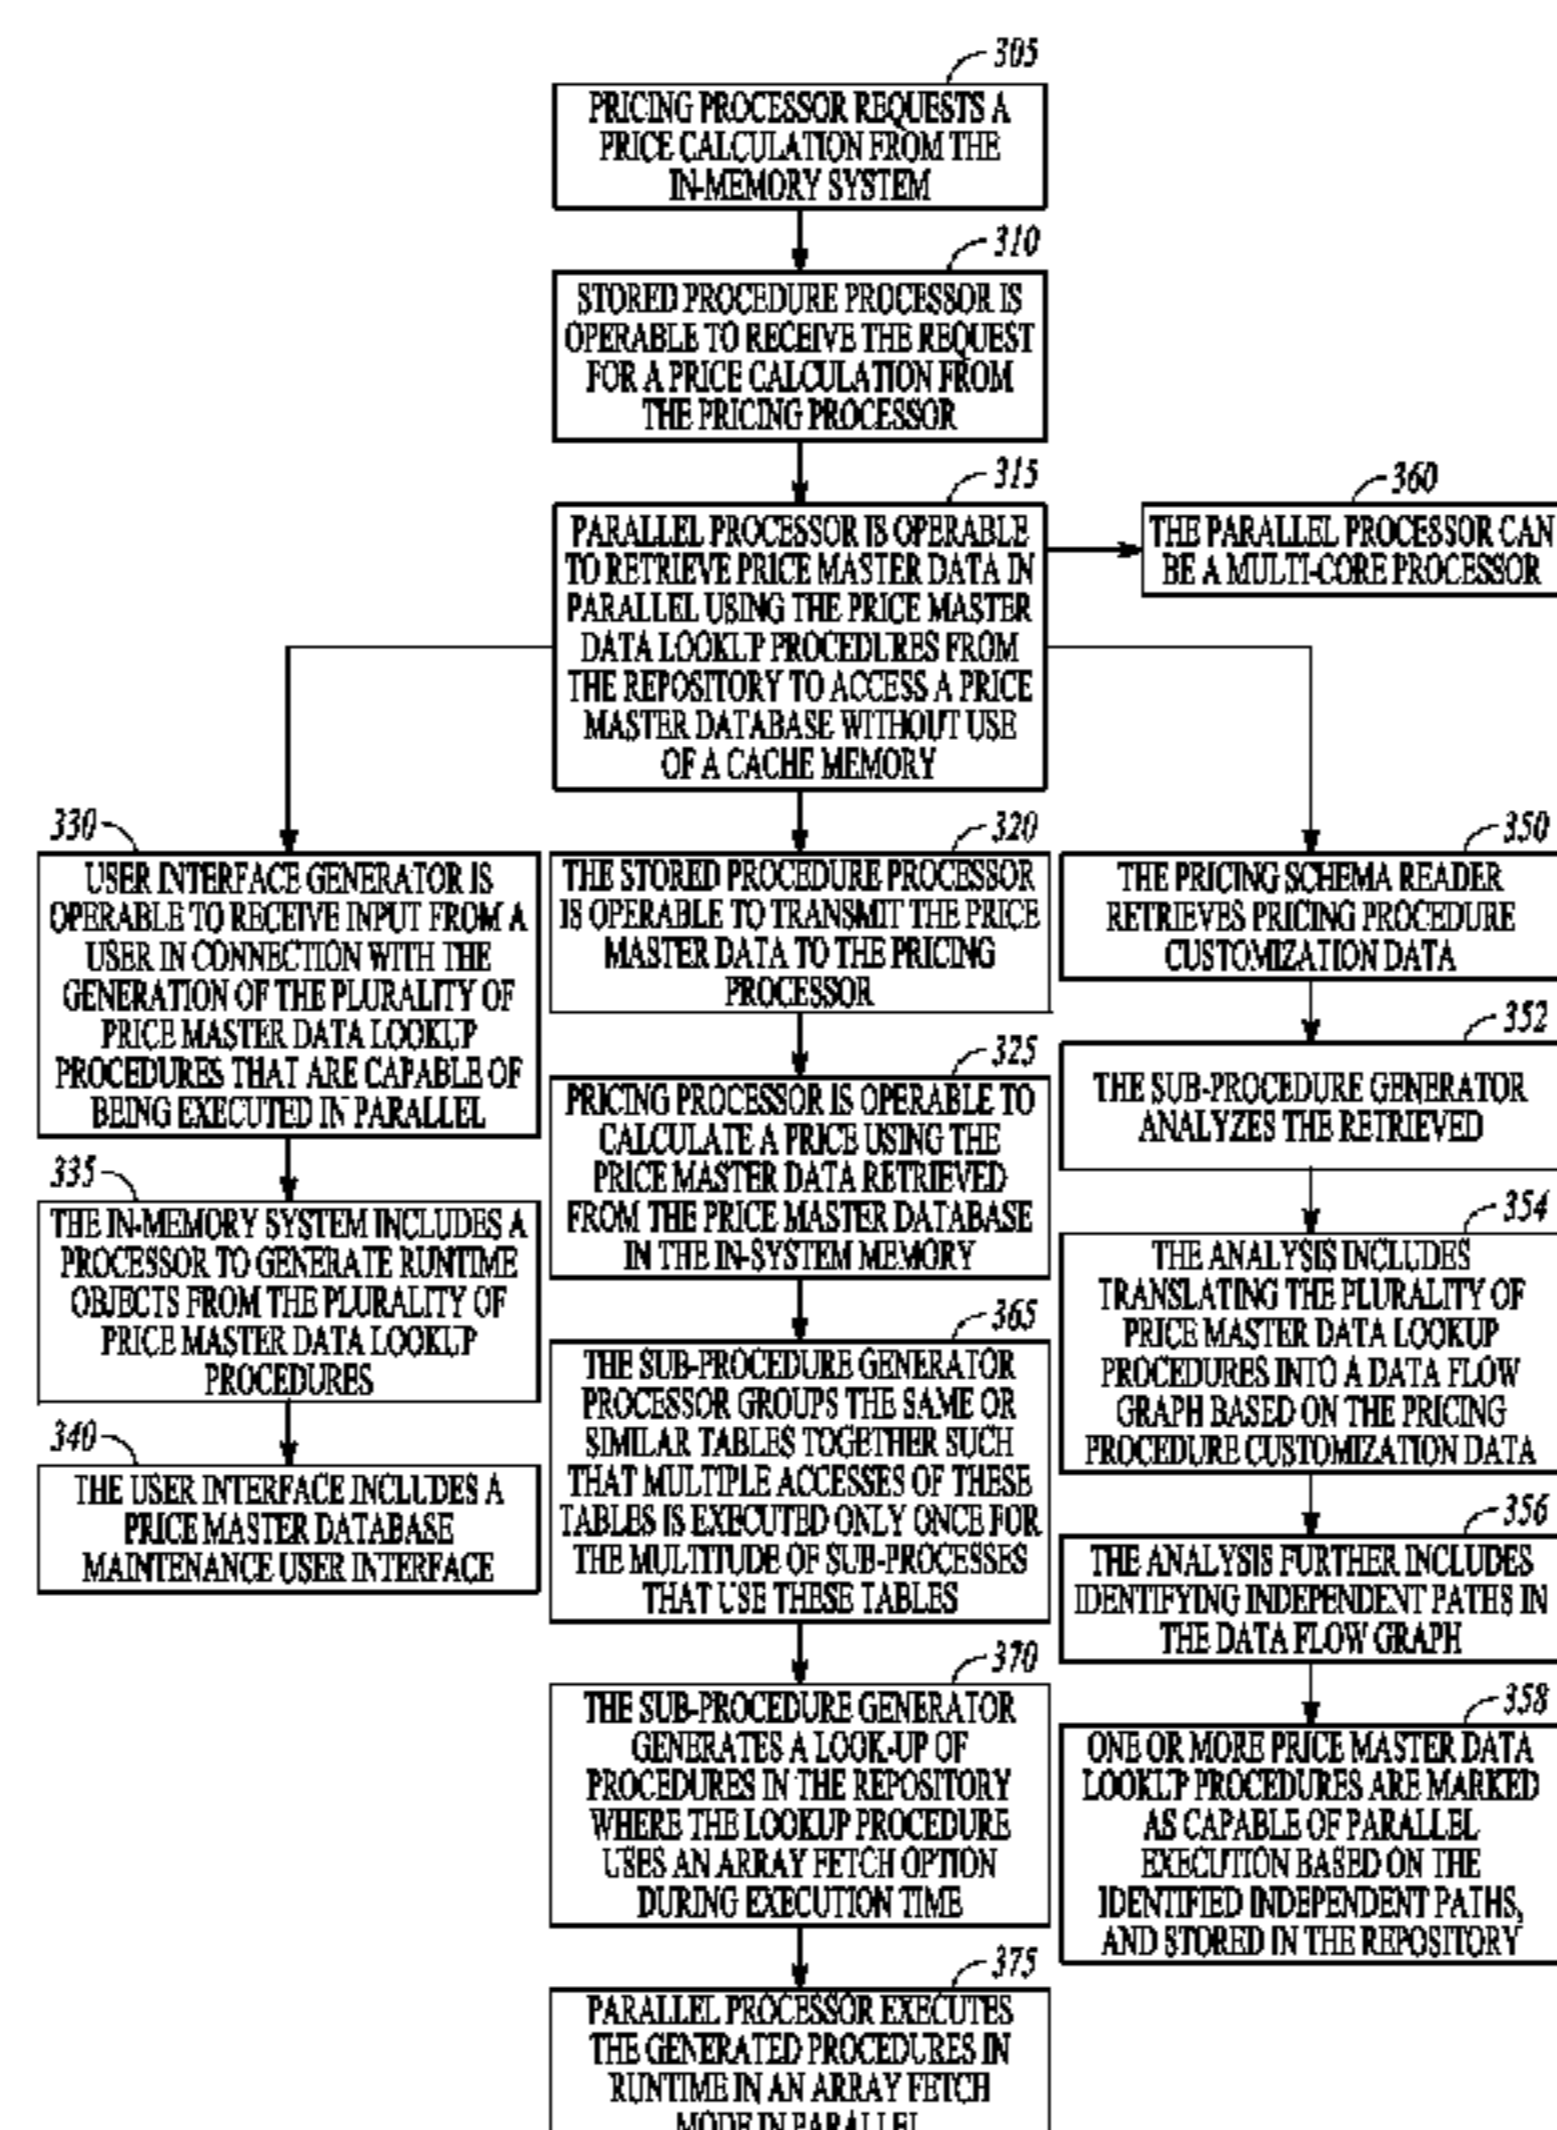 305
PRICING PROCESSOR REQUESTS A
PRICE CALCULATION FROM THE
IN-MEMORY SYSTEM
310
STORED PROCEDURE PROCESSOR IS
OPERABLE TO RECEIVE THE REQUEST
FOR A PRICE CALCULATION FROM
THE PRICING PROCESSOR
315
PARALLEL PROCESSOR IS OPERABLE
TO RETRIEVE PRICE MASTER DATA IN
PARALLEL USING THE PRICE MASTER
DATA LOOKUP PROCEDURES FROM
THE REPOSITORY TO ACCESS A PRICE
MASTER DATABASE WITHOUT USE
OF A CACHE MEMORY
360
THE PARALLEL PROCESSOR CAN
BE A MULTI-CORE PROCESSOR
330
USER INTERFACE GENERATOR IS
OPERABLE TO RECEIVE INPUT FROM A
USER IN CONNECTION WITH THE
GENERATION OF THE PLURALITY OF
PRICE MASTER DATA LOOKUP
PROCEDURES THAT ARE CAPABLE OF
BEING EXECUTED IN PARALLEL
335
THE IN-MEMORY SYSTEM INCLUDES A
PROCESSOR TO GENERATE RUNTIME
OBJECTS FROM THE PLURALITY OF
PRICE MASTER DATA LOOKUP
PROCEDURES
340
THE USER INTERFACE INCLUDES A
PRICE MASTER DATABASE
MAINTENANCE USER INTERFACE
320
THE STORED PROCEDURE PROCESSOR
IS OPERABLE TO TRANSMIT THE PRICE
MASTER DATA TO THE PRICING
PROCESSOR
325
PRICING PROCESSOR IS OPERABLE TO
CALCULATE A PRICE USING THE
PRICE MASTER DATA RETRIEVED
FROM THE PRICE MASTER DATABASE
IN THE IN-SYSTEM MEMORY
365
THE SUB-PROCEDURE GENERATOR
PROCESSOR GROUPS THE SAME OR
SIMILAR TABLES TOGETHER SUCH
THAT MULTIPLE ACCESSES OF THESE
TABLES IS EXECUTED ONLY ONCE FOR
THE MULTITUDE OF SUB-PROCESSES
THAT USE THESE TABLES
370
THE SUB-PROCEDURE GENERATOR
GENERATES A LOOK-UP OF
PROCEDURES IN THE REPOSITORY
WHERE THE LOOKUP PROCEDURE
USES AN ARRAY FETCH OPTION
DURING EXECUTION TIME
375
PARALLEL PROCESSOR EXECUTES
THE GENERATED PROCEDURES IN
RUNTIME IN AN ARRAY FETCH
MODE IN PARALLEL
350
THE PRICING SCHEMA READER
RETRIEVES PRICING PROCEDURE
CUSTOMIZATION DATA
352
THE SUB-PROCEDURE GENERATOR
ANALYZES THE RETRIEVED
354
THE ANALYSIS INCLUDES
TRANSLATING THE PLURALITY OF
PRICE MASTER DATA LOOKUP
PROCEDURES INTO A DATA FLOW
GRAPH BASED ON THE PRICING
PROCEDURE CUSTOMIZATION DATA
356
THE ANALYSIS FURTHER INCLUDES
IDENTIFYING INDEPENDENT PATHS IN
THE DATA FLOW GRAPH
358
ONE OR MORE PRICE MASTER DATA
LOOKUP PROCEDURES ARE MARKED
AS CAPABLE OF PARALLEL
EXECUTION BASED ON THE
IDENTIFIED INDEPENDENT PATHS,
AND STORED IN THE REPOSITORY